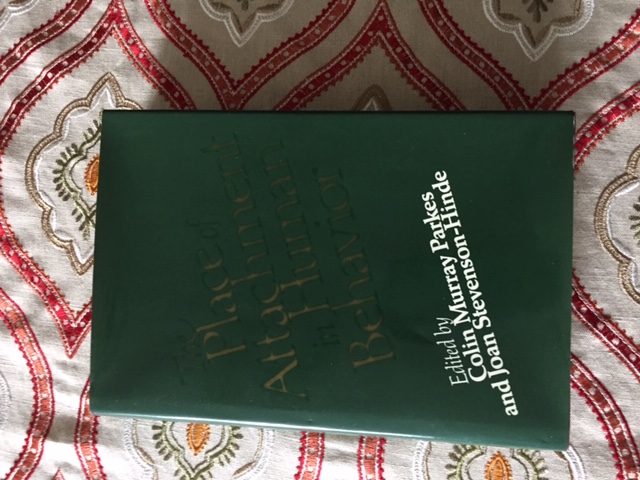 The
Place of
Attachment
in Human
Behavior
Edited by
Colin Murray Parkes
and Joan Stevenson-Hinde